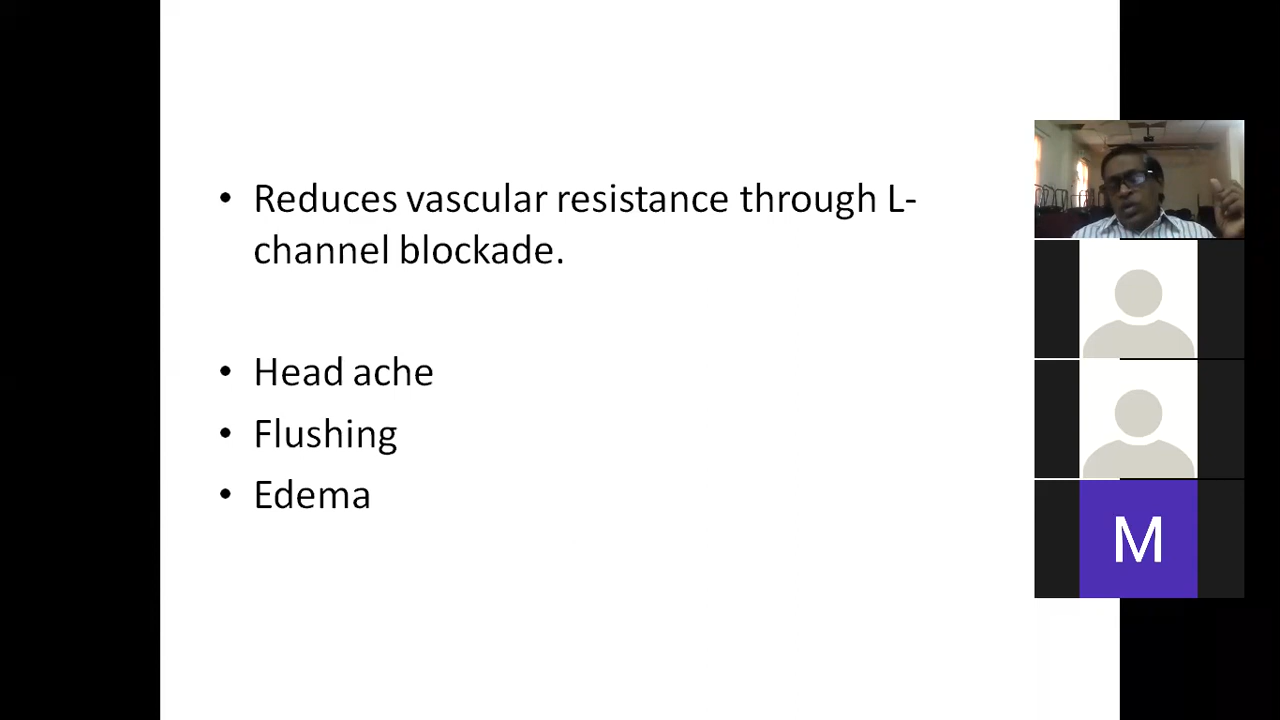 • Reduces vascular resistance through L-
channel blockade.
• Head ache
• Flushing
• Edema
M